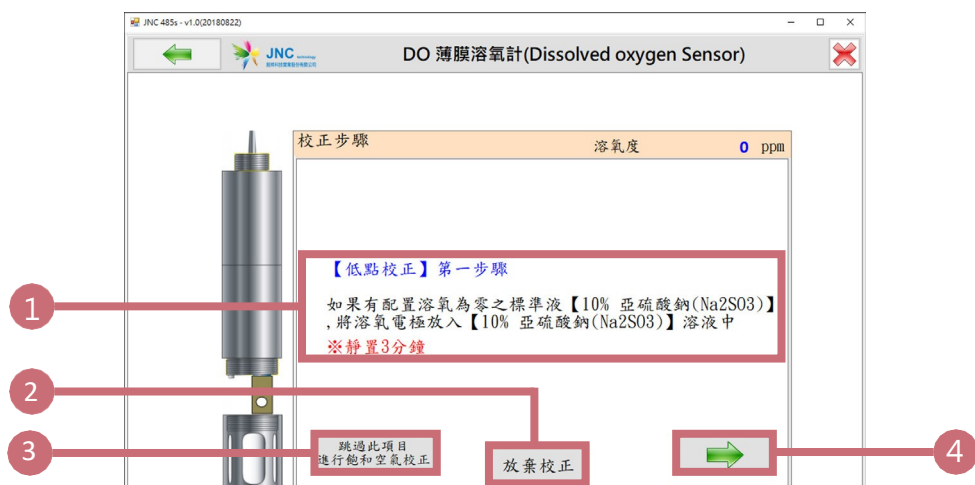 JNC 485s - v1.0(20180822)
JNC technology
DO 薄膜溶氧計(Dissolved oxygen Sensor)
校正步驟 溶氧度 0 ppm
【低點校正】第一步驟
如果有配置溶氧為零之標準液【10% 亞硫酸鈉(Na2SO3)】
,將溶氧電極放入【10% 亞硫酸鈉(Na2SO3)】溶液中
※靜置3分鐘
1
2
3
跳過此項目
進行飽和空氣校正
放棄校正
4